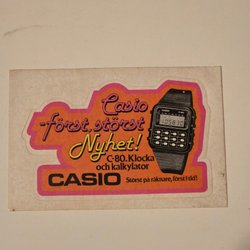 Casio
-först, störst
Nyhet!
C-80. Klocka
och kalkylator
CASIO
Störst på räknare, först i tid!